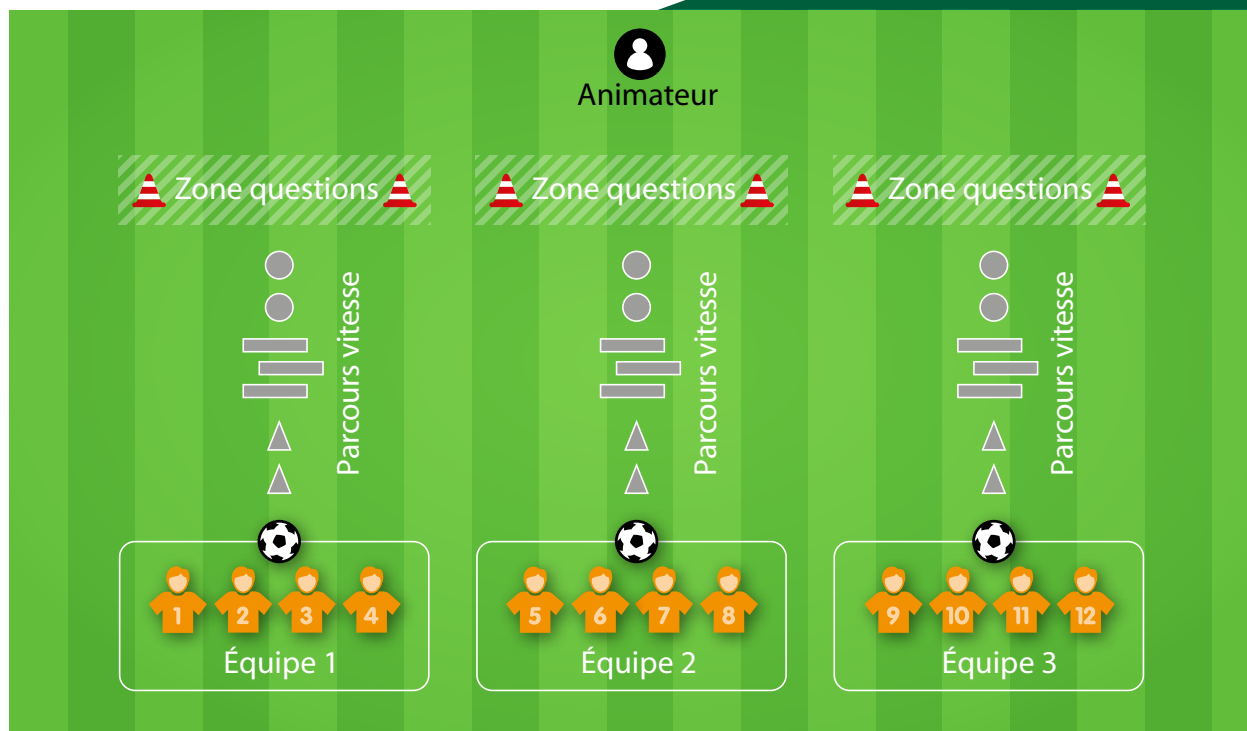 Animateur
Zone questions
Zone questions
Zone questions
Parcours vitesse
Parcours vitesse
Parcours vitesse
1 2 3 4
5 6 7 8
9 10 11 12
Équipe 1
Équipe 2
Équipe 3